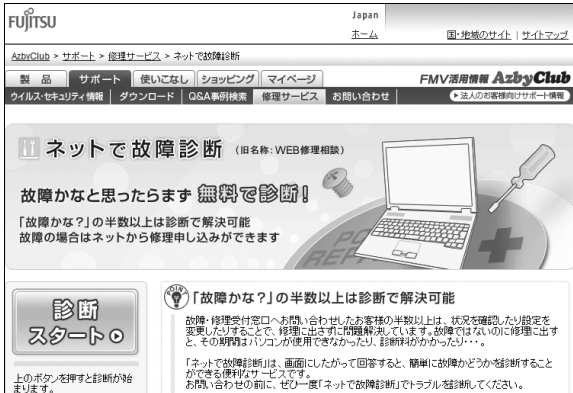 FUJITSU
Japan
ホーム
国・地域のサイト | サイトマップ
AzbyClub > サポート > 修理サービス > ネットで故障診断
製 品 サポート 使いこなし ショッピング マイページ
FMV活用情報 AzbyClub
ウイルス・セキュリティ情報 ダウンロード Q&A事例検索 修理サービス お問い合わせ
法人のお客様向けサポート情報
ネットで故障診断 (旧名称:WEB修理相談)
故障かなと思ったらまず 無料で診断!
「故障かな?」の半数以上は診断で解決可能
故障の場合はネットから修理申し込みができます
PC
REPAIR
診断
スタート
上のボタンを押すと診断が始
まります。
POINT
「故障かな?」の半数以上は診断で解決可能
故障・修理受付窓口へお問い合わせしたお客様の半数以上は、状況を確認したり設定を
変更したりすることで、修理に出さずに問題解決しています。故障ではないのに修理に出す
と、その期間はパソコンが使用できなかったり、診断料がかかったり・・・。
「ネットで故障診断」は、画面にしたがって回答すると、簡単に故障かどうかを診断すること
ができる便利なサービスです。
お問い合わせの前に、ぜひ一度「ネットで故障診断」でトラブルを診断してください。